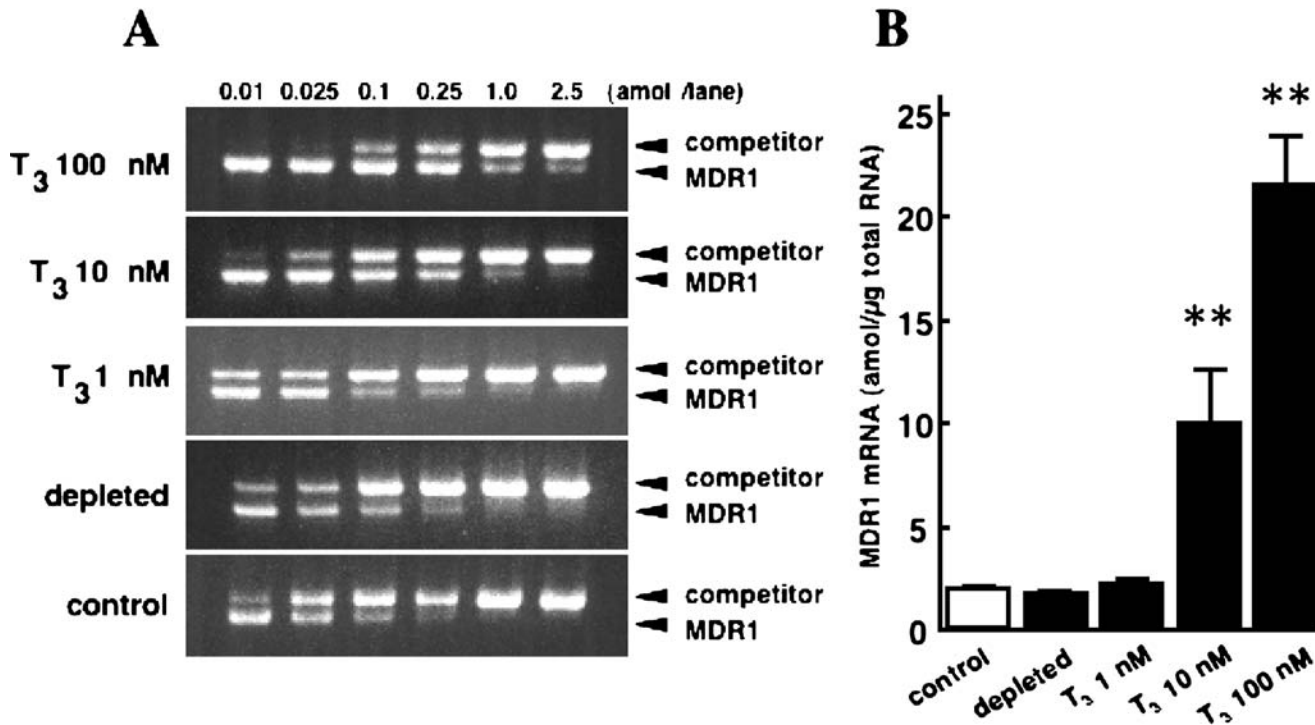 A
0.01 0.025 0.1 0.25 1.0 2.5 (amol /lane)
T3 100 nM
competitor
MDR1
T3 10 nM
competitor
MDR1
T3 1 nM
competitor
MDR1
depleted
competitor
MDR1
control
competitor
MDR1
B
MDR1 mRNA (amol/µg total RNA)
25
20
15
10
5
0
**
**
control
depleted
T3 1 nM
T3 10 nM
T3 100 nM